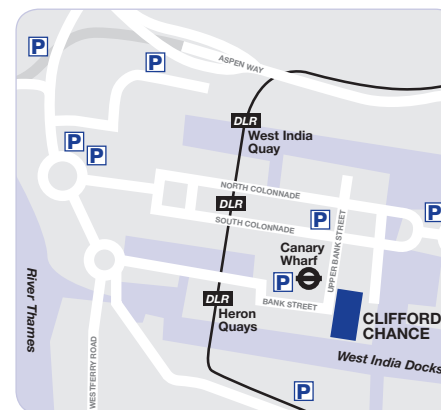 P
P
ASPEN WAY
DLR
West India
Quay
P
P
NORTH COLONNADE
DLR
P
P
SOUTH COLONNADE
UPPER BANK STREET
Canary
Wharf
P
River Thames
DLR
Heron
Quays
BANK STREET
CLIFFORD
CHANCE
WESTFERRY ROAD
West India Docks
P